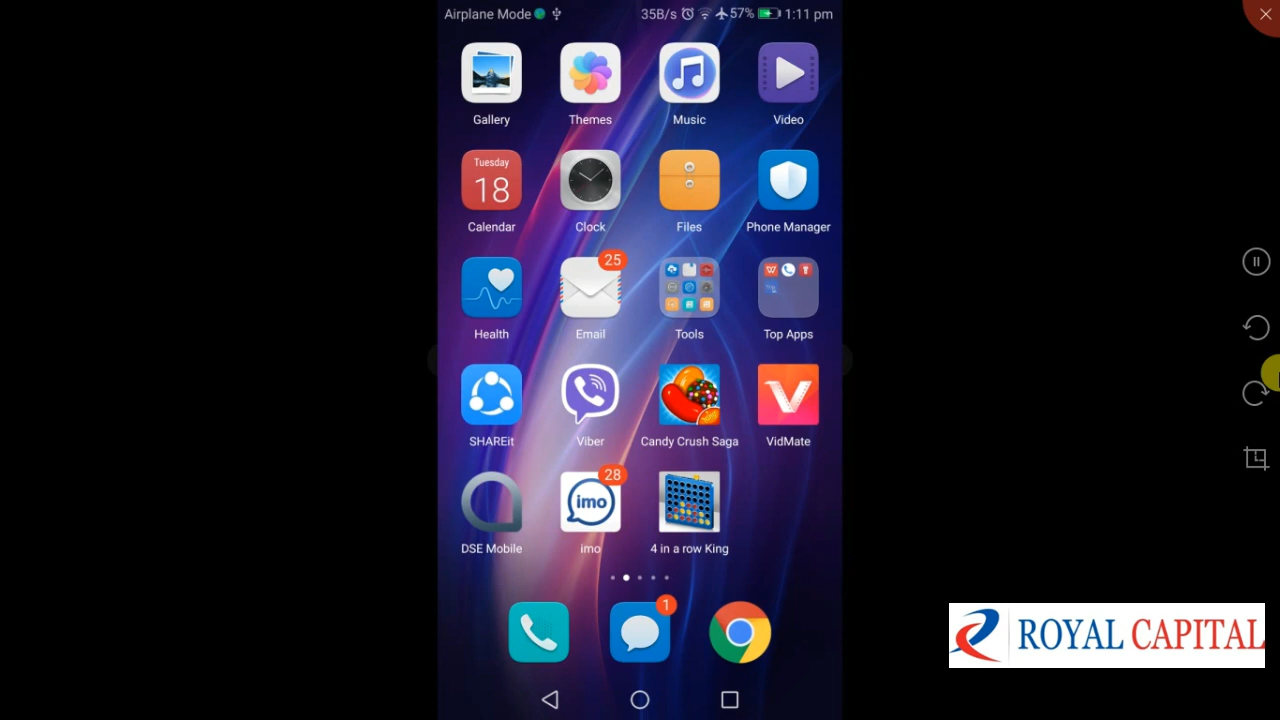 Airplane Mode 35B/s 57% 1:11 pm
Gallery Themes Music Video
Tuesday
18
Calendar Clock Files Phone Manager
25
Health Email Tools Top Apps
SHAREit Viber Candy Crush Saga VidMate
28
imo
DSE Mobile imo 4 in a row King
1
ROYAL CAPITAL